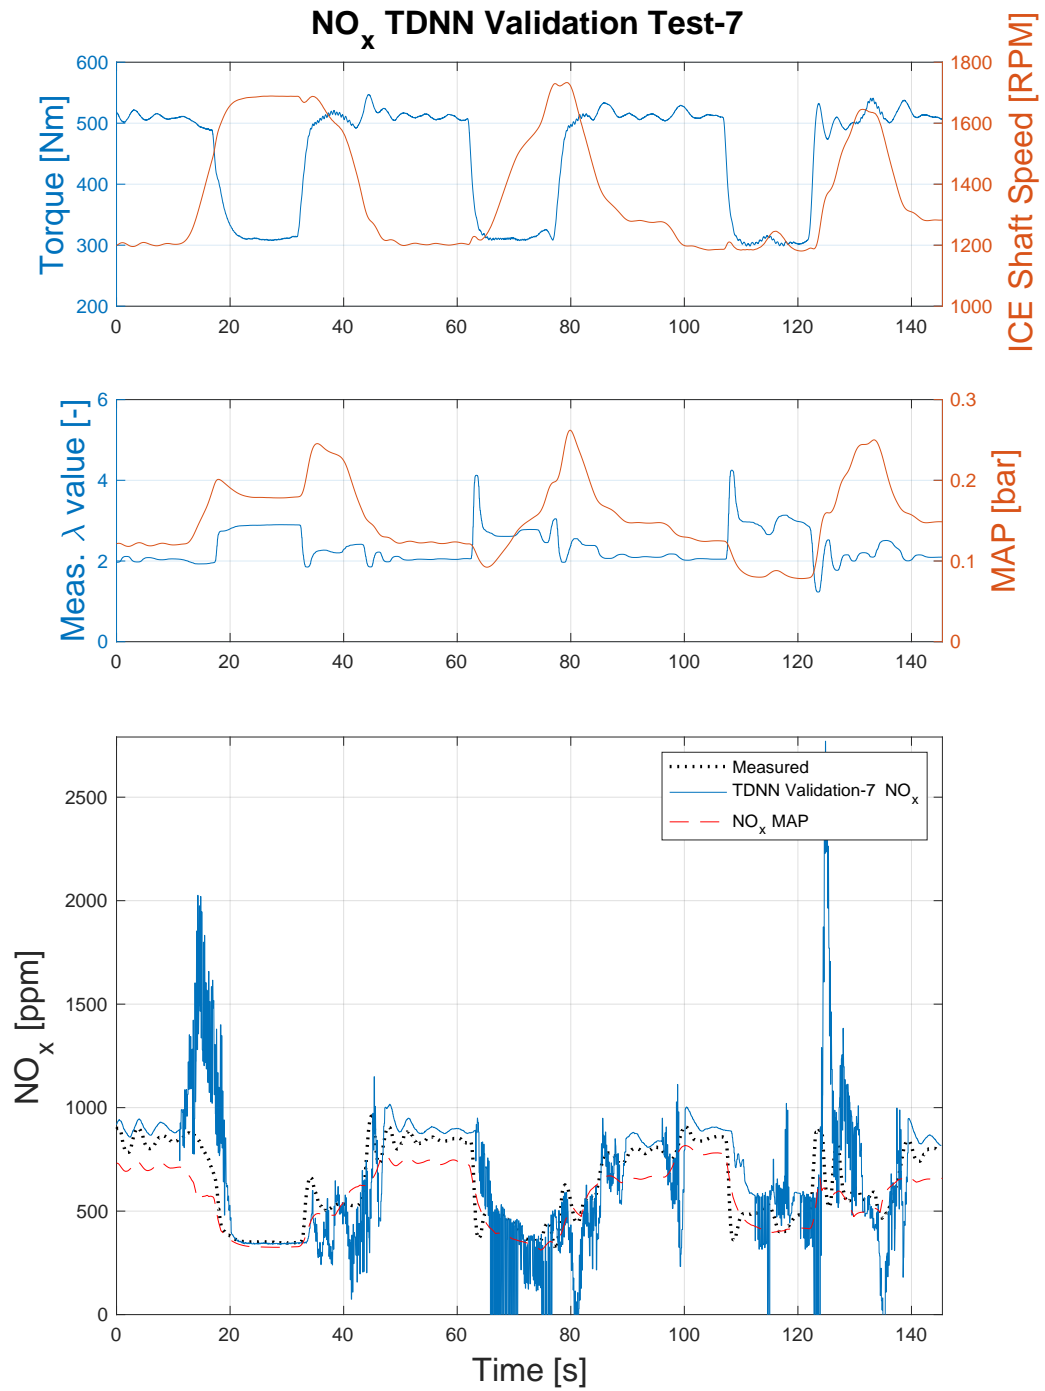 NOx TDNN Validation Test-7
600
500
400
300
200
Torque [Nm]
1800
1600
1400
1200
1000
ICE Shaft Speed [RPM]
0 20 40 60 80 100 120 140
6
4
2
0
Meas. λ value [-]
0.3
0.2
0.1
0
MAP [bar]
0 20 40 60 80 100 120 140
Measured
TDNN Validation-7 NOx
NOx MAP
2500
2000
1500
1000
500
0
NOx [ppm]
0 20 40 60 80 100 120 140
Time [s]